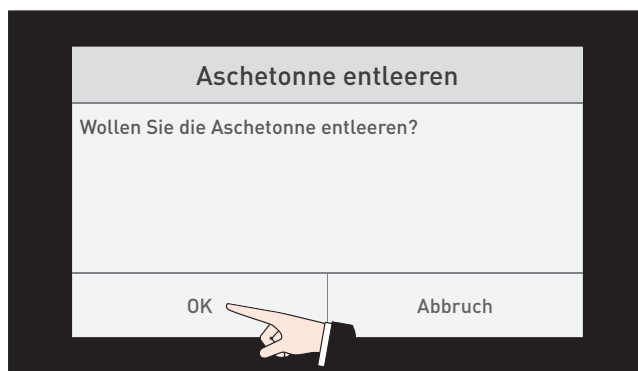 Aschetonne entleeren
Wollen Sie die Aschetonne entleeren?
OK
Abbruch